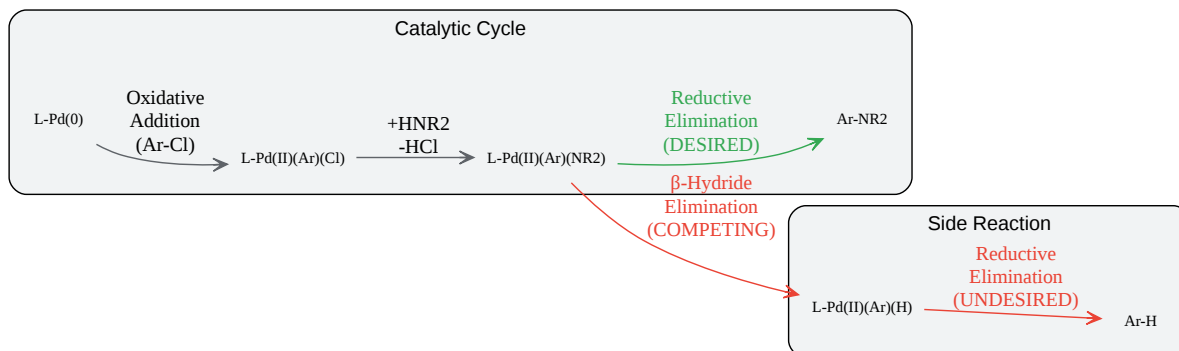 Catalytic Cycle
L-Pd(0)
Oxidative
Addition
(Ar-Cl)
L-Pd(II)(Ar)(Cl)
+HNR2
-HCl
L-Pd(II)(Ar)(NR2)
Reductive
Elimination
(DESIRED)
Ar-NR2
β-Hydride
Elimination
(COMPETING)
Side Reaction
L-Pd(II)(Ar)(H)
Reductive
Elimination
(UNDESIRED)
Ar-H